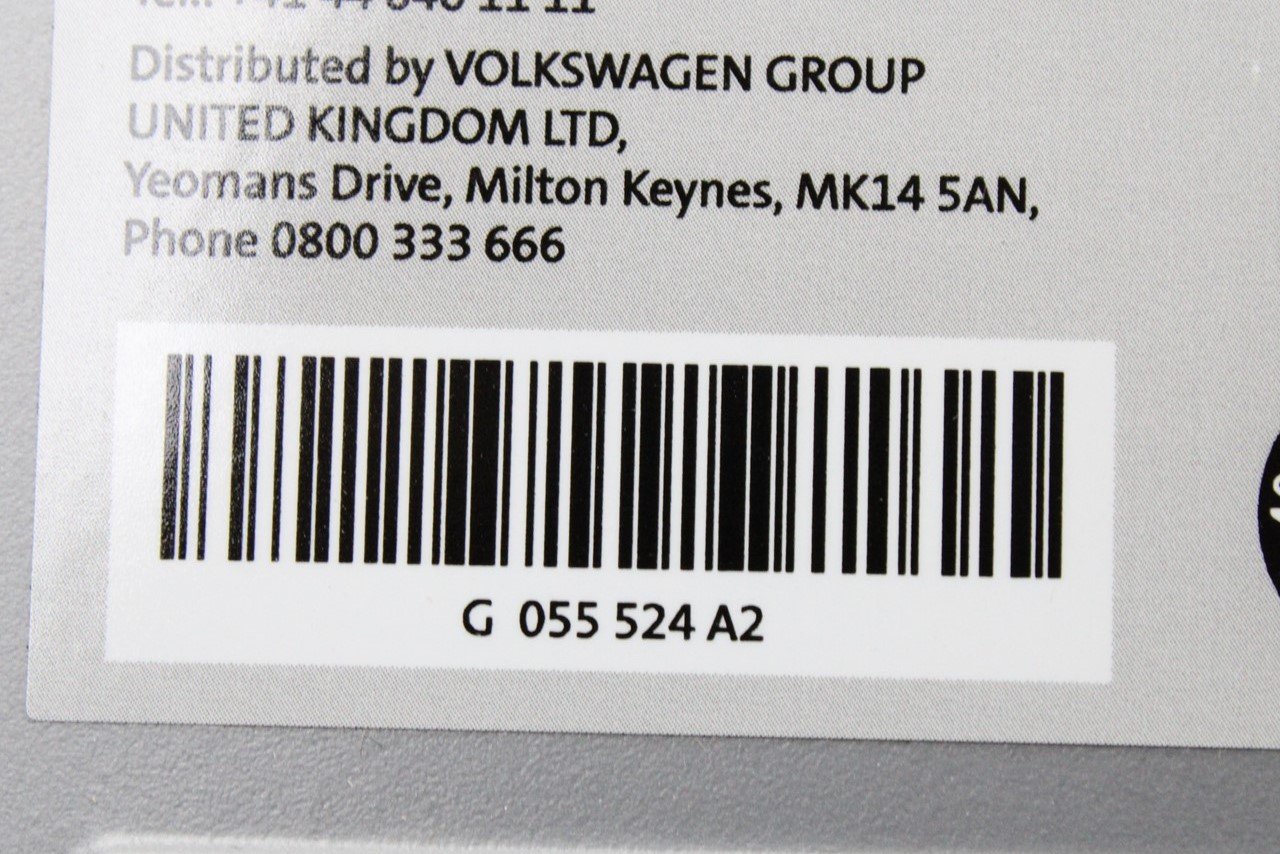 Distributed by VOLKSWAGEN GROUP
UNITED KINGDOM LTD,
Yeomans Drive, Milton Keynes, MK14 5AN,
Phone 0800 333 666
G 055 524 A2